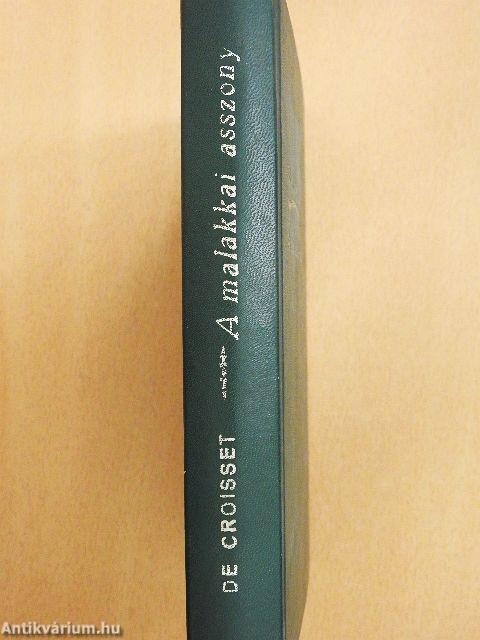 DE CROISSET
A malakkai asszony
Antikvárium.hu